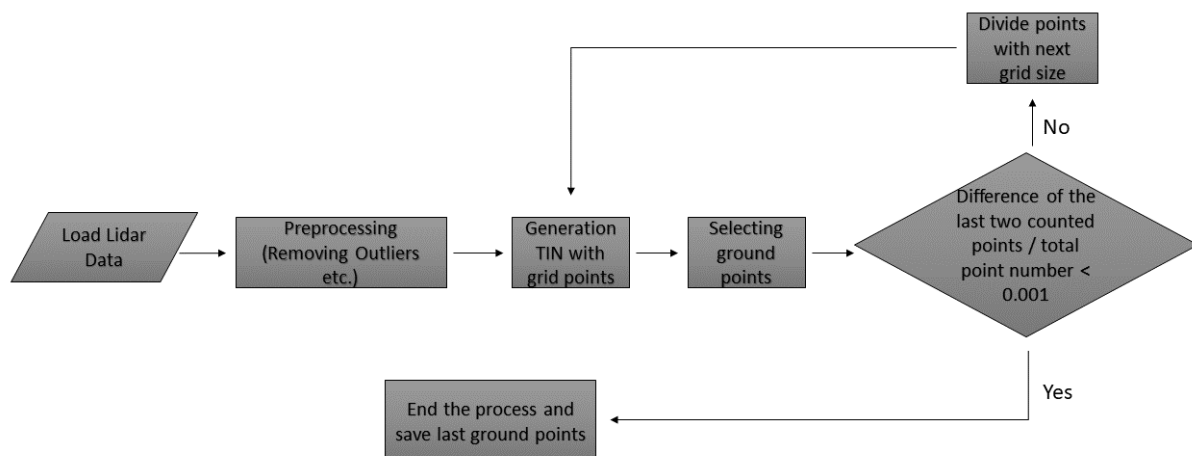 Load Lidar
Data
Preprocessing
(Removing Outliers
etc.)
Generation
TIN with
grid points
Selecting
ground
points
Difference of the
last two counted
points / total
point number <
0.001
No
Divide points
with next
grid size
Yes
End the process and
save last ground points